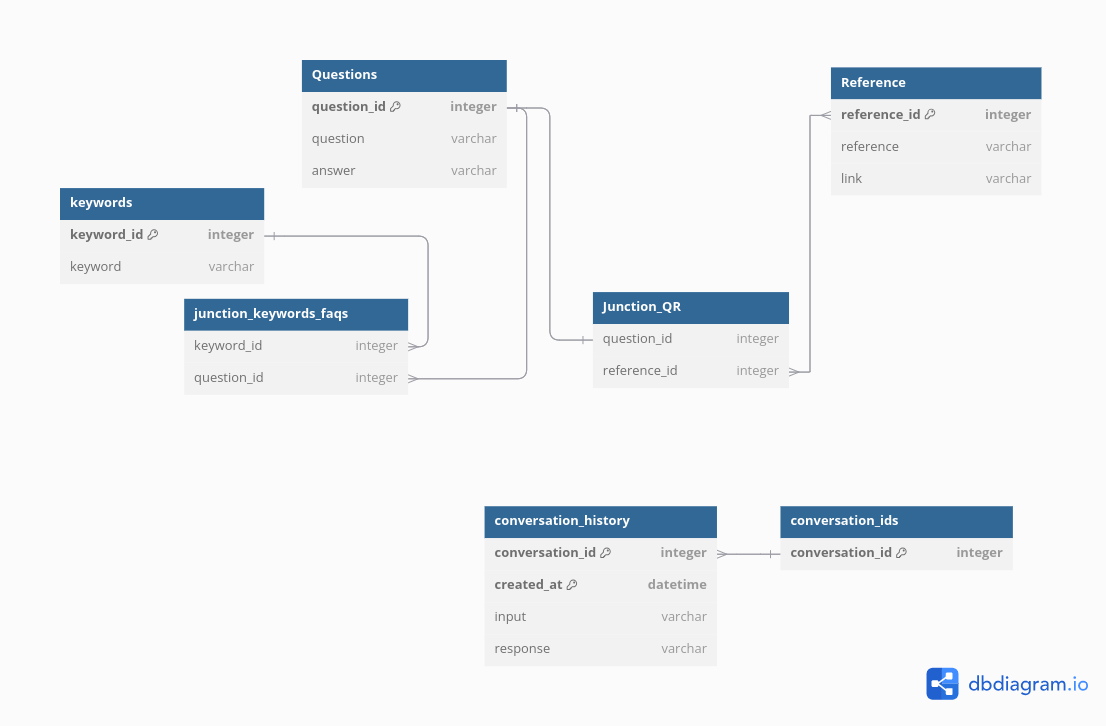 Questions
question_id integer
question varchar
answer varchar
Reference
reference_id integer
reference varchar
link varchar
keywords
keyword_id integer
keyword varchar
junction_keywords_faqs
keyword_id integer
question_id integer
Junction_QR
question_id integer
reference_id integer
conversation_history
conversation_id integer
created_at datetime
input varchar
response varchar
conversation_ids
conversation_id integer
dbdiagram.io